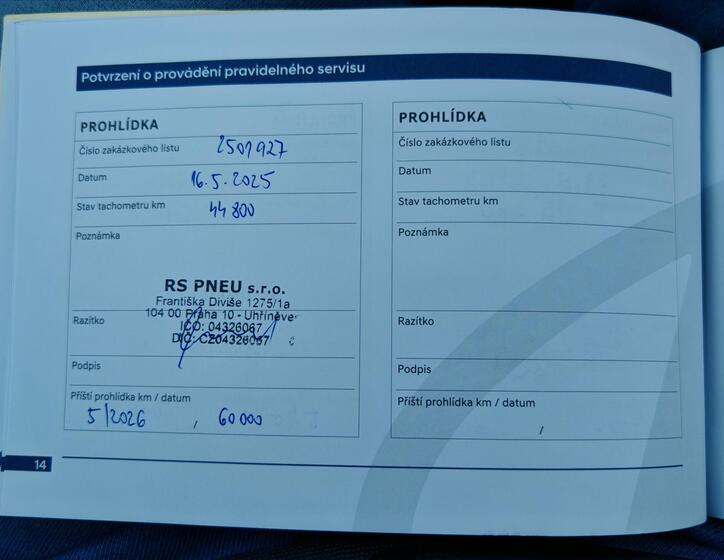 Potvrzení o provádění pravidelného servisu
PROHLÍDKA
Číslo zakázkového listu 2501927
Datum 16.5.2025
Stav tachometru km 44 800
Poznámka
RS PNEU s.r.o.
Františka Diviše 1275/1a
104 00 Praha 10 - Uhříněve
IČO: 04326067
DIČ: CZ04326067
Razítko
Podpis
Příští prohlídka km / datum
5/2026 / 60 000
PROHLÍDKA
Číslo zakázkového listu
Datum
Stav tachometru km
Poznámka
Razítko
Podpis
Příští prohlídka km / datum
/
14